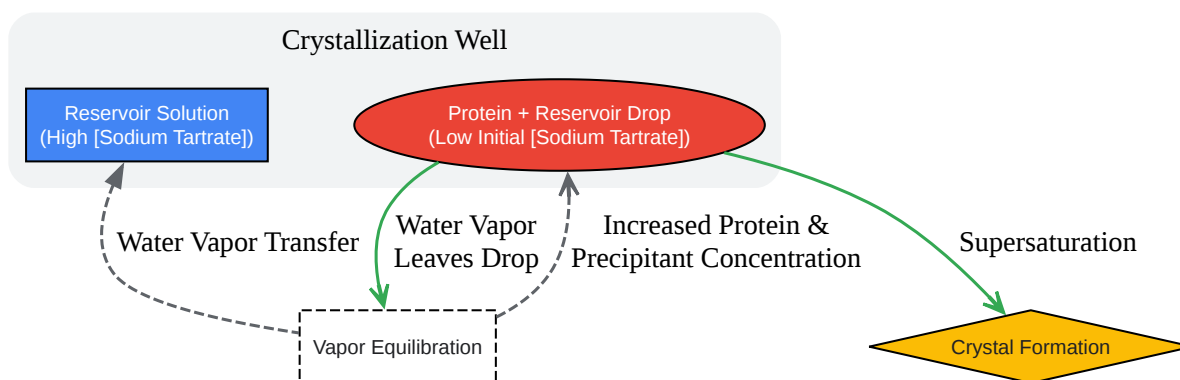 Crystallization Well
Reservoir Solution
(High [Sodium Tartrate])
Protein + Reservoir Drop
(Low Initial [Sodium Tartrate])
Water Vapor Transfer
Water Vapor
Leaves Drop
Increased Protein &
Precipitant Concentration
Supersaturation
Vapor Equilibration
Crystal Formation